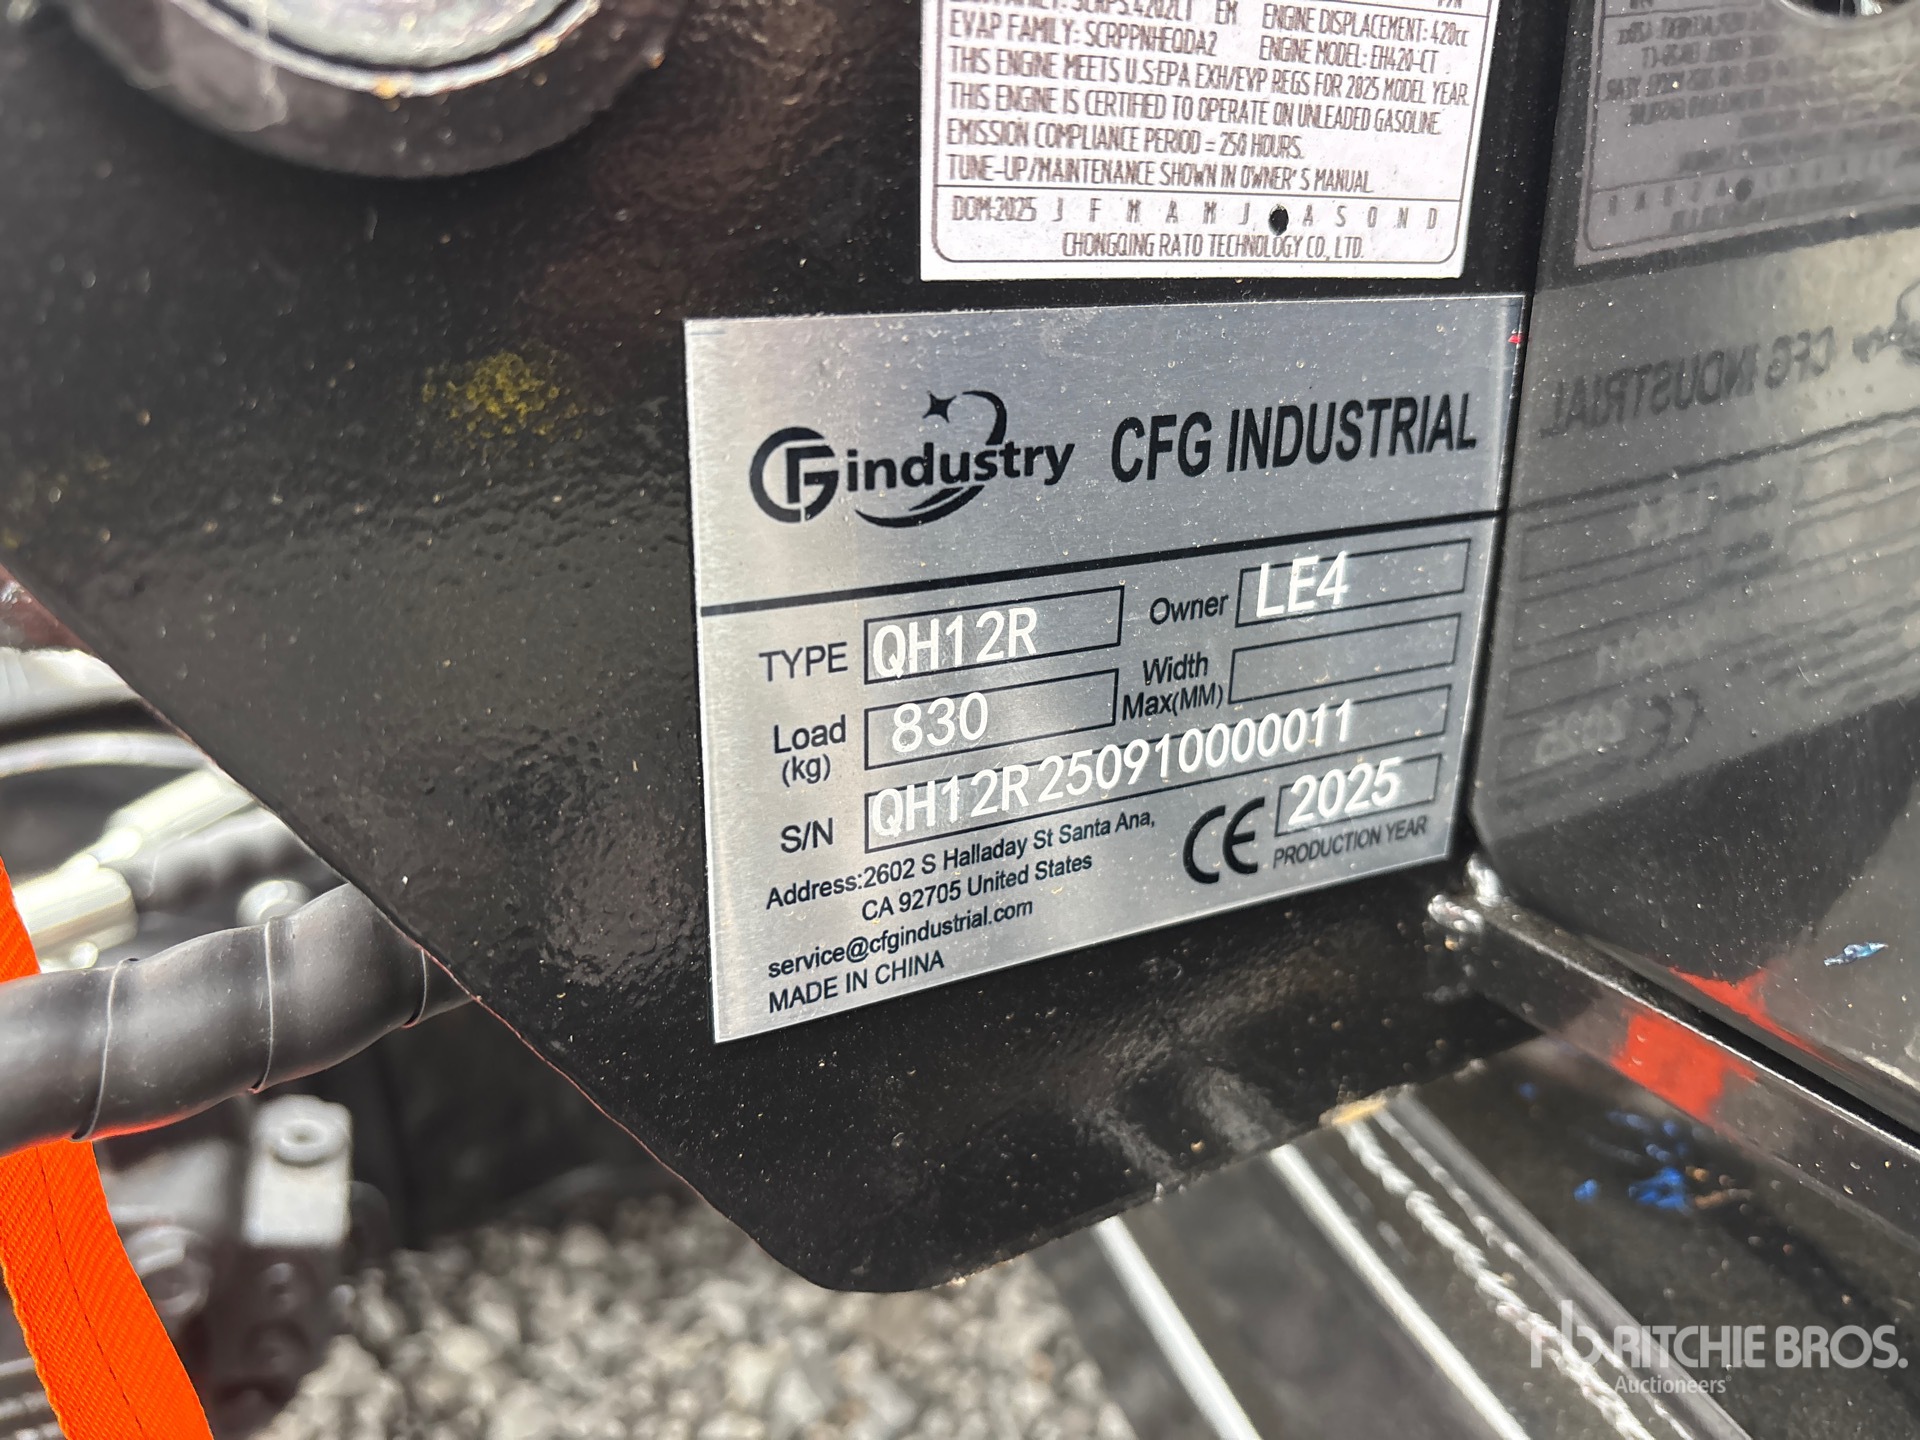 EM ENGINE DISPLACEMENT: 420cc
EVAP FAMILY: SCRPPNHEQDA2 ENGINE MODEL: EH420-CT
THIS ENGINE MEETS U.S.EPA EXH/EVP REGS FOR 2025 MODEL YEAR.
THIS ENGINE IS CERTIFIED TO OPERATE ON UNLEADED GASOLINE.
EMISSION COMPLIANCE PERIOD = 250 HOURS.
TUNE-UP/MAINTENANCE SHOWN IN OWNER'S MANUAL
DOM:2025 J F M A M J A S O N D
CHONGQING RATO TECHNOLOGY CO., LTD.
GFindustry CFG INDUSTRIAL
TYPE QH12R Owner LE4
Load (kg) 830 Width Max(MM)
S/N QH12R250910000011
Address:2602 S Halladay St Santa Ana,
CA 92705 United States
CE 2025
PRODUCTION YEAR
service@cfgindustrial.com
MADE IN CHINA
rb RITCHIE BROS.
Auctioneers